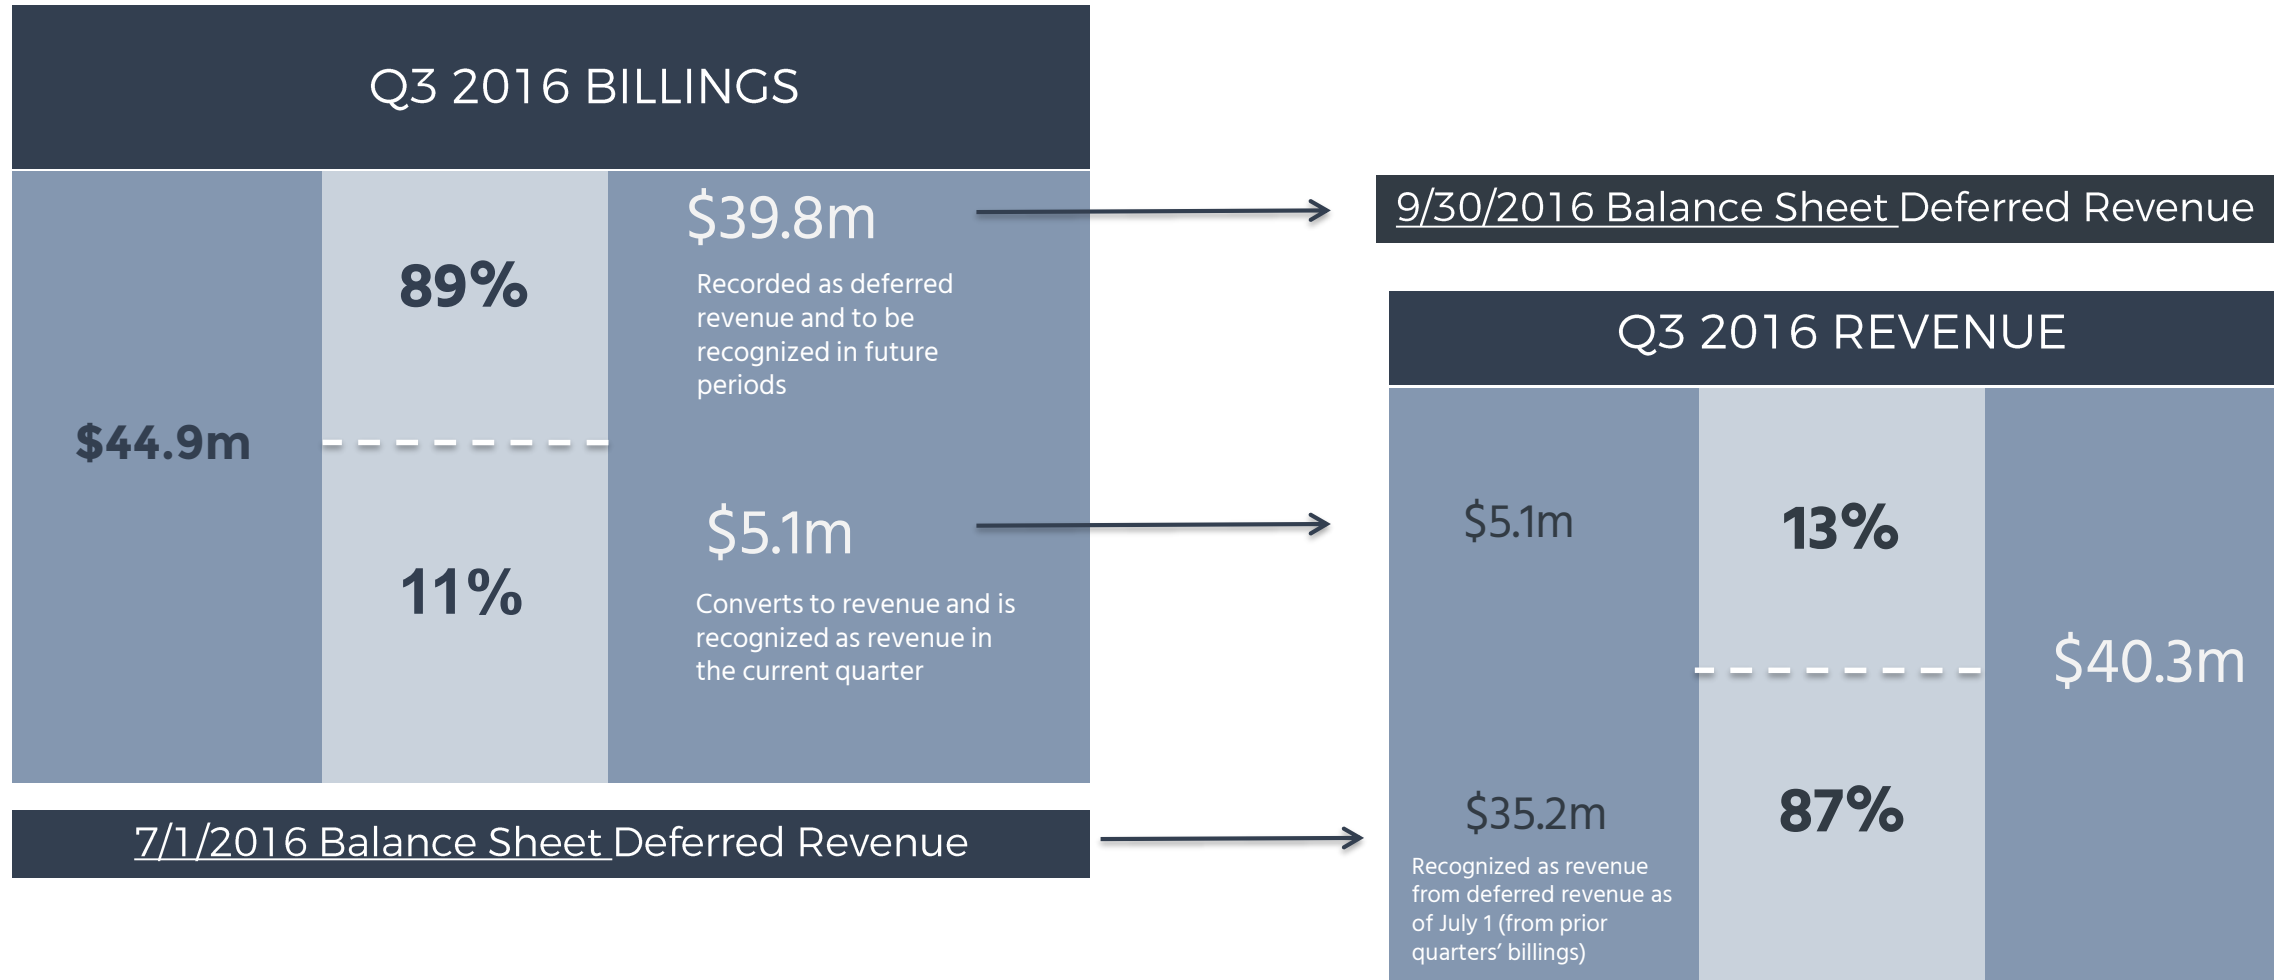 Q3 2016 BILLINGS
$44.9m
89%
$39.8m
Recorded as deferred
revenue and to be
recognized in future
periods
11%
$5.1m
Converts to revenue and is
recognized as revenue in
the current quarter
7/1/2016 Balance Sheet Deferred Revenue
9/30/2016 Balance Sheet Deferred Revenue
Q3 2016 REVENUE
$5.1m
13%
$40.3m
$35.2m
87%
Recognized as revenue
from deferred revenue as
of July 1 (from prior
quarters’ billings)